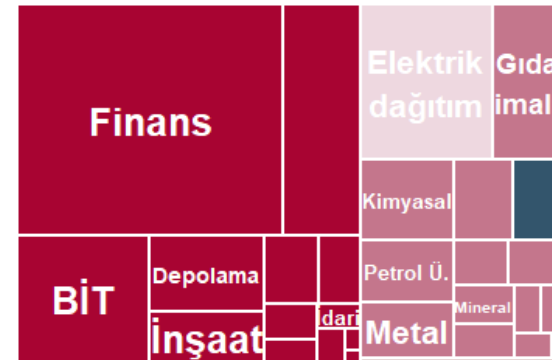 Finans
Elektrik
dağıtım
Gıda
imal
Kimyasal
BİT
Depolama
İnşaat
İdari
Petrol Ü.
Metal
Mineral